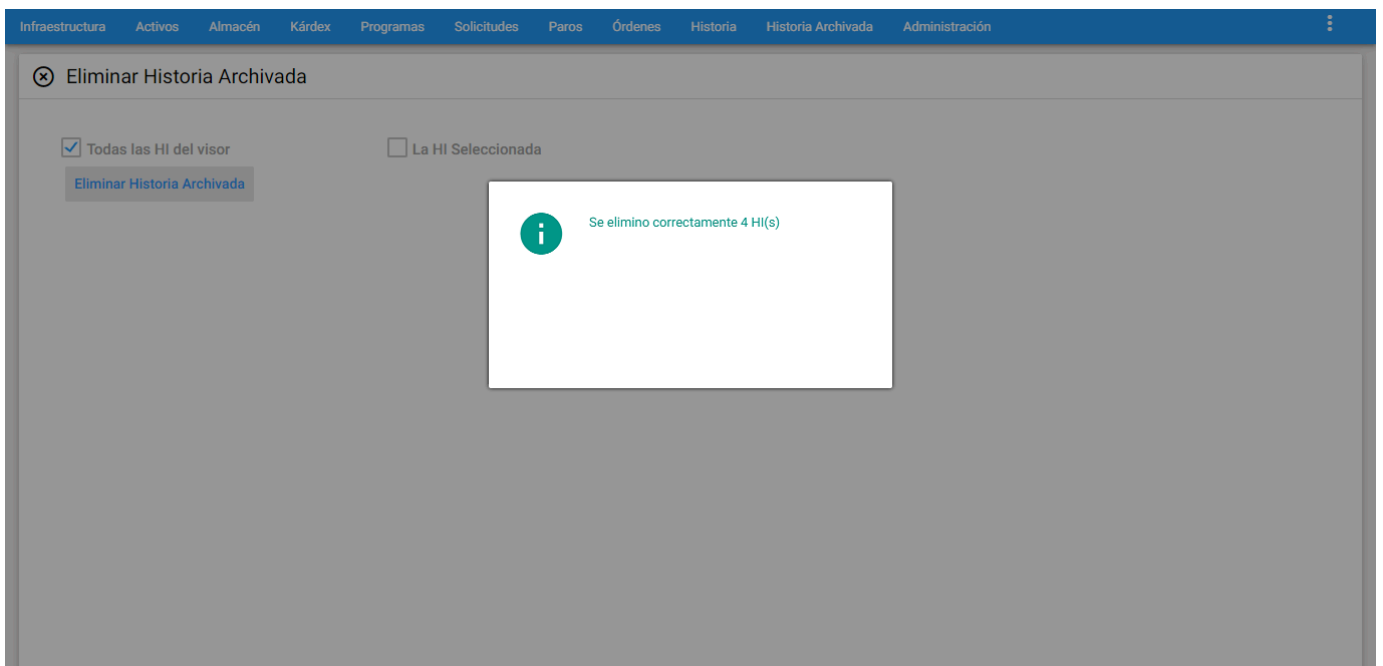 Infraestructura Activos Almacén Kárdex Programas Solicitudes Paros Órdenes Historia Historia Archivada Administración
Eliminar Historia Archivada
Todas las HI del visor La HI Seleccionada
Eliminar Historia Archivada
Se elimino correctamente 4 HI(s)